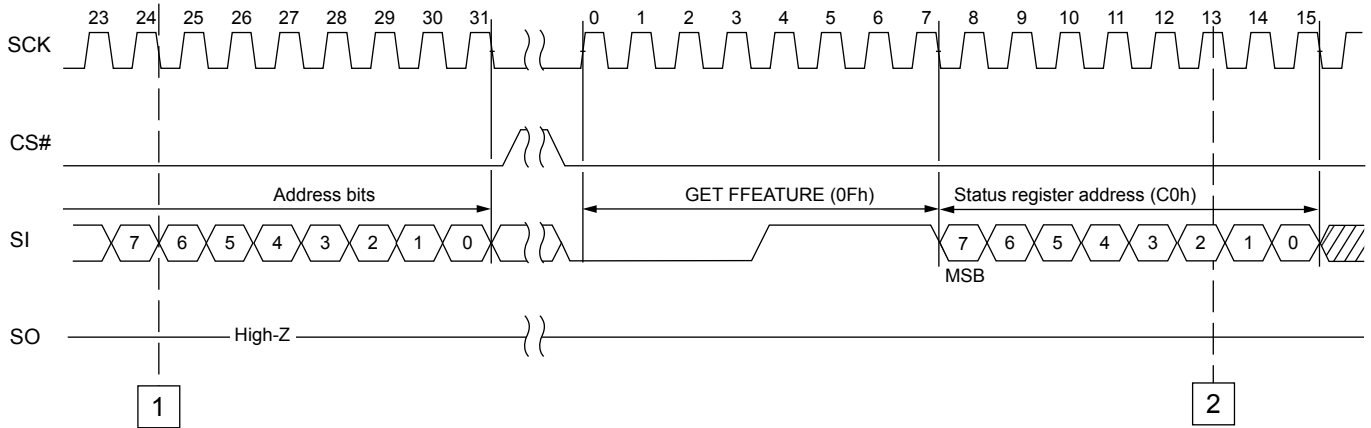 23 24 25 26 27 28 29 30 31 0 1 2 3 4 5 6 7 8 9 10 11 12 13 14 15
SCK
CS#
Address bits GET FFEATURE (0Fh) Status register address (C0h)
SI 7 6 5 4 3 2 1 0 7 6 5 4 3 2 1 0
MSB
SO High-Z
1 2